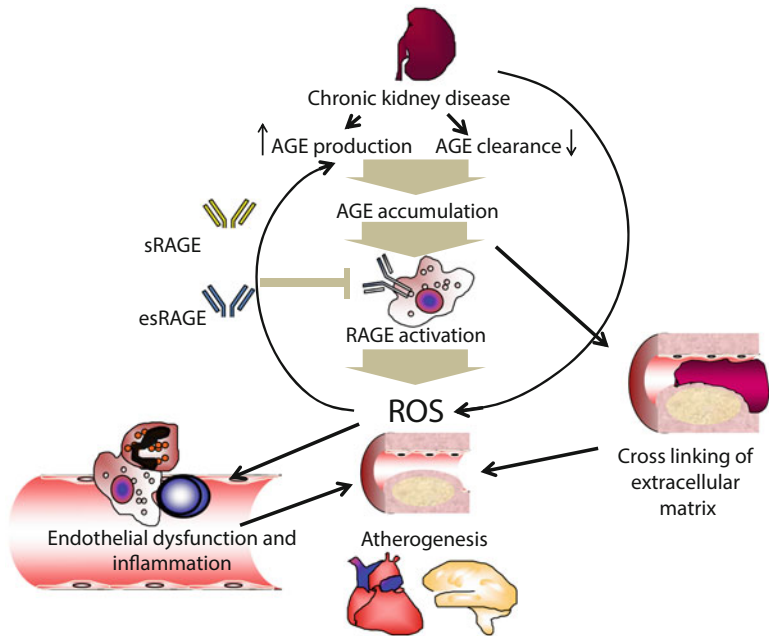 Chronic kidney disease
↑ AGE production AGE clearance ↓
AGE accumulation
sRAGE
esRAGE
RAGE activation
ROS
Cross linking of
extracellular
matrix
Endothelial dysfunction and
inflammation
Atherogenesis